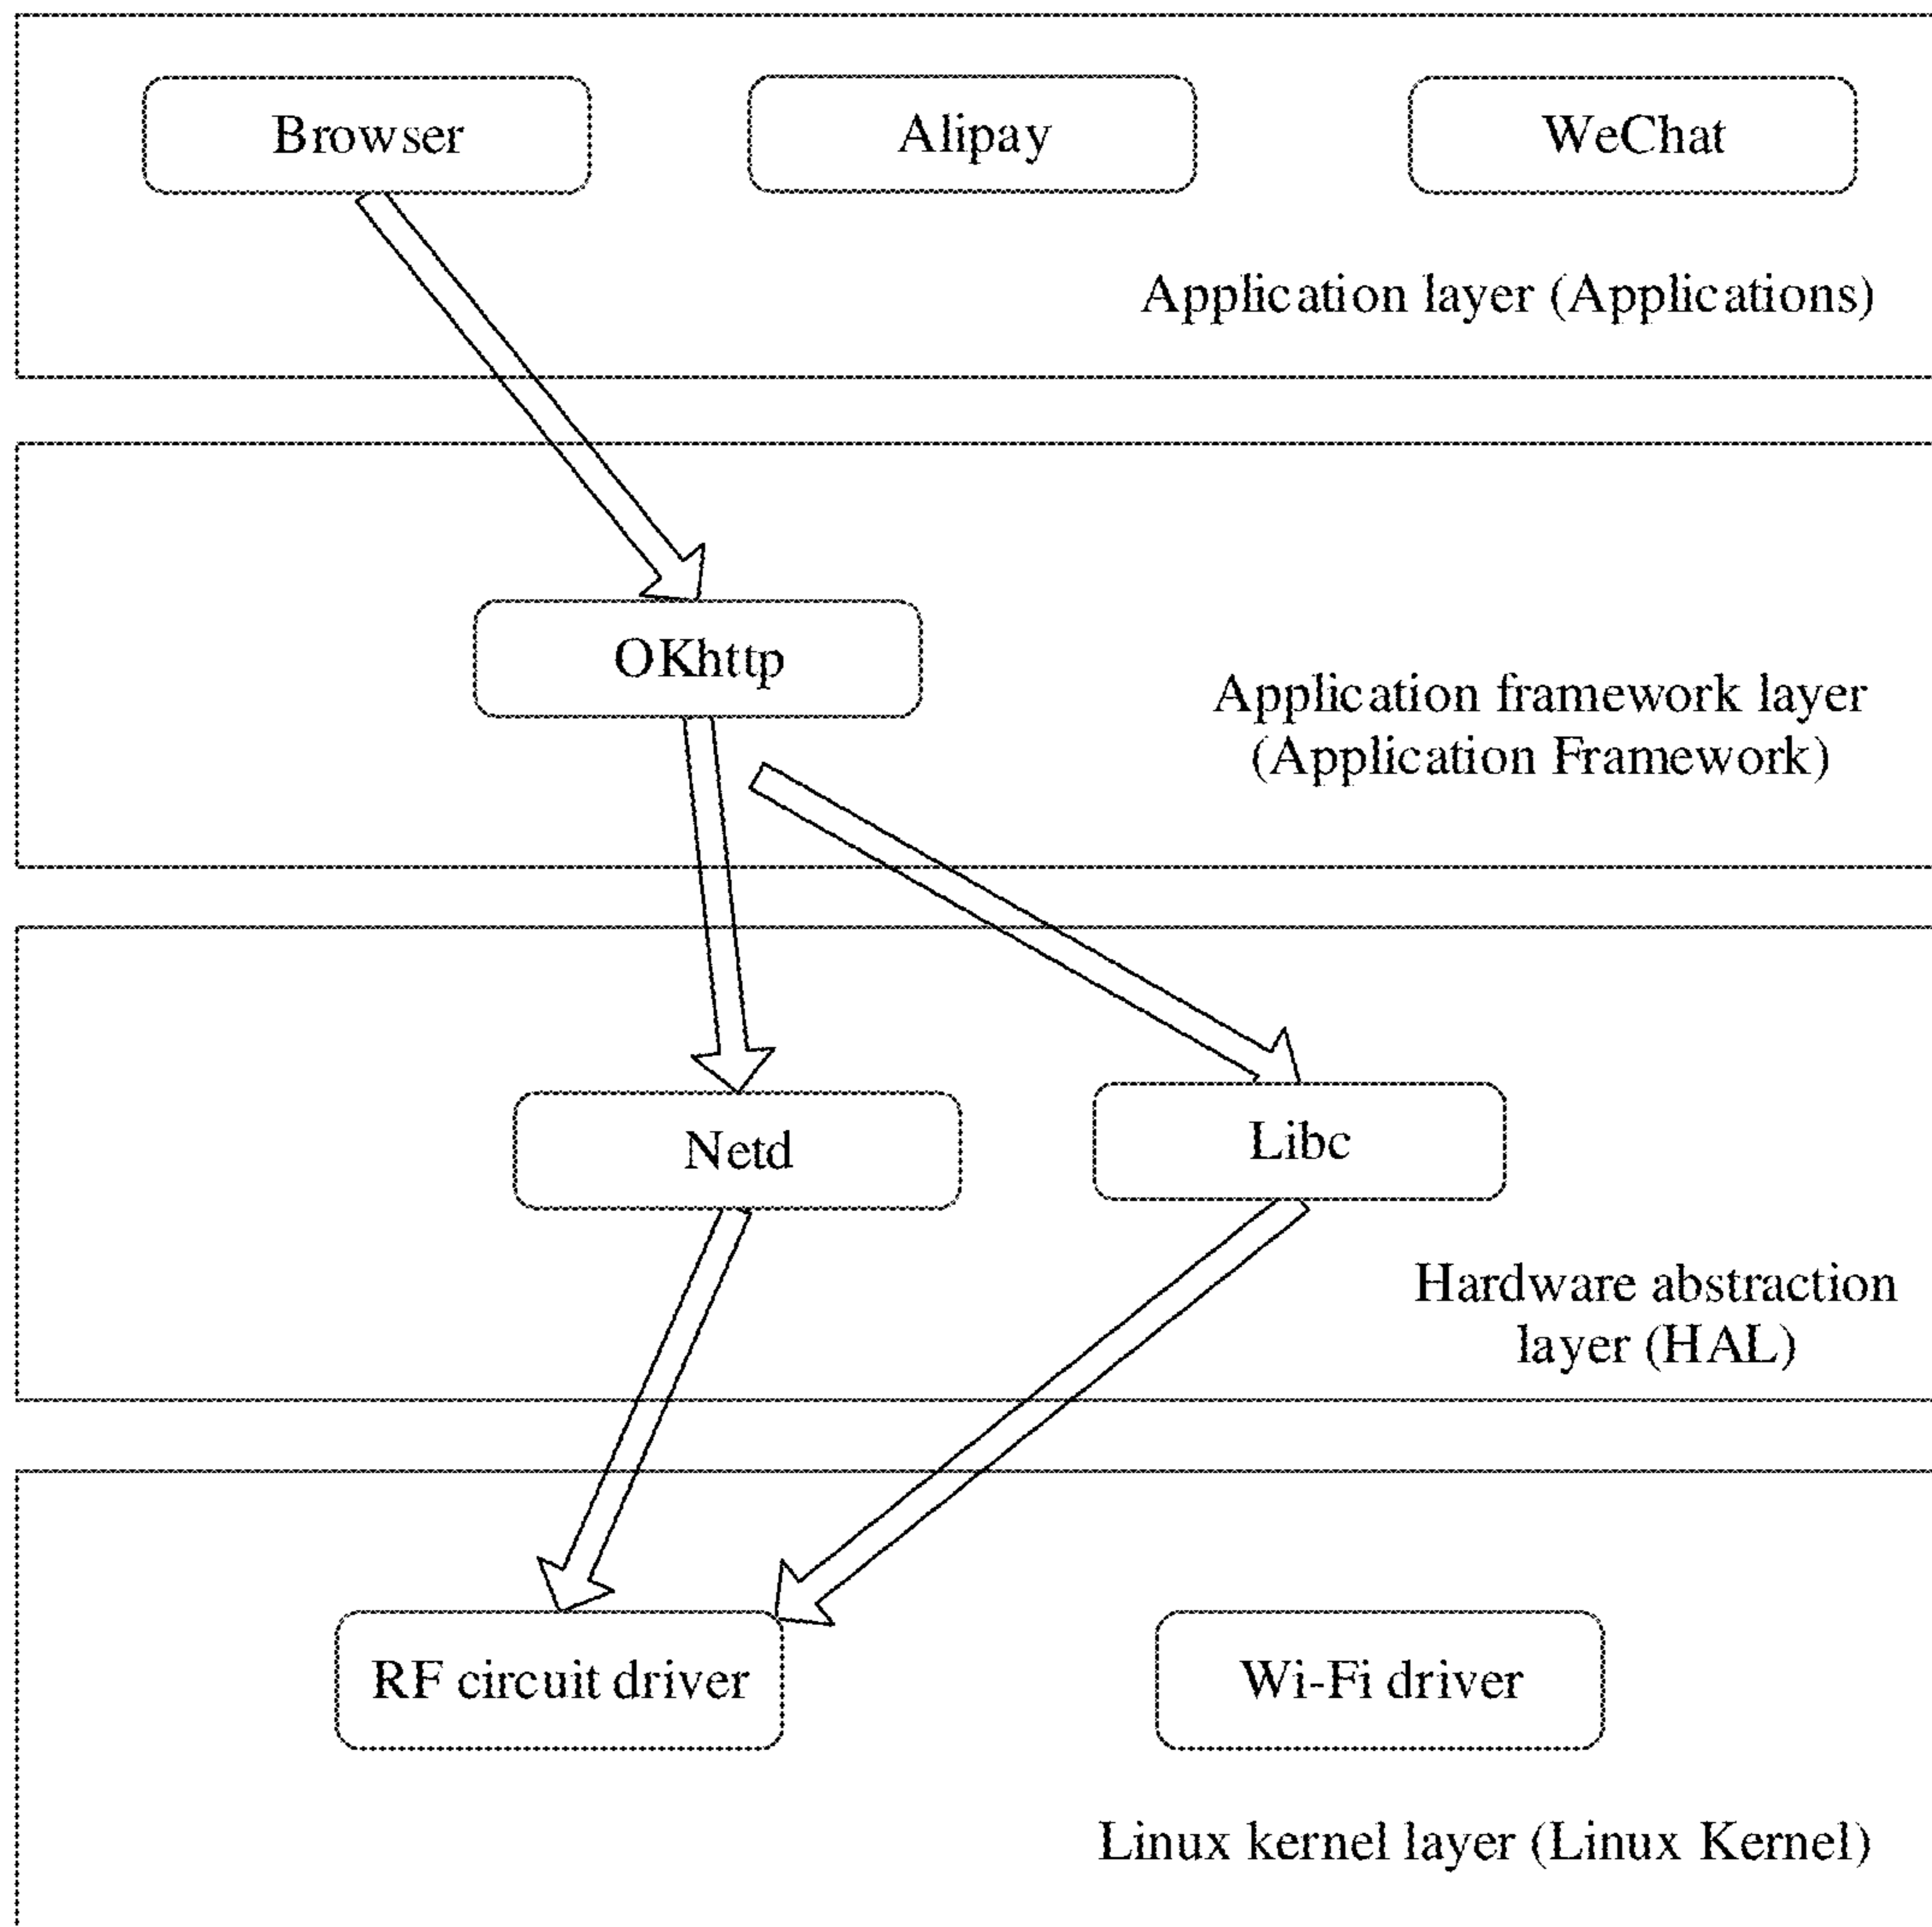 Browser
Alipay
WeChat
Application layer (Applications)
OKhttp
Application framework layer
(Application Framework)
Netd
Libc
Hardware abstraction
layer (HAL)
RF circuit driver
Wi-Fi driver
Linux kernel layer (Linux Kernel)